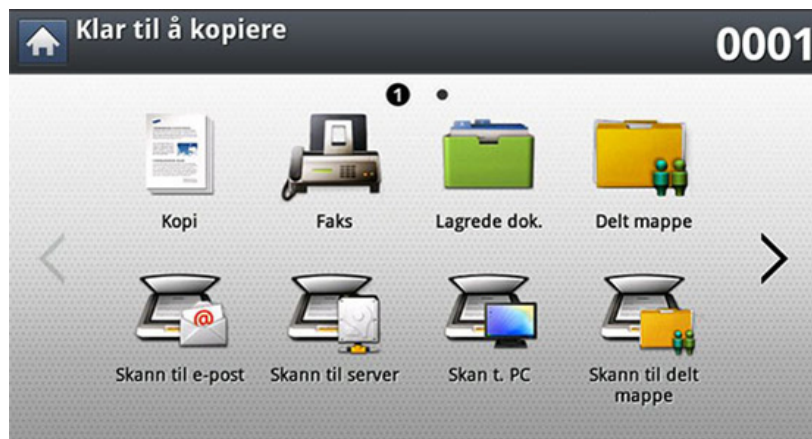 Klar til å kopiere
0001
1
Kopi
Faks
Lagrede dok.
Delt mappe
Skann til e-post
Skann til server
Skan t. PC
Skann til delt
mappe